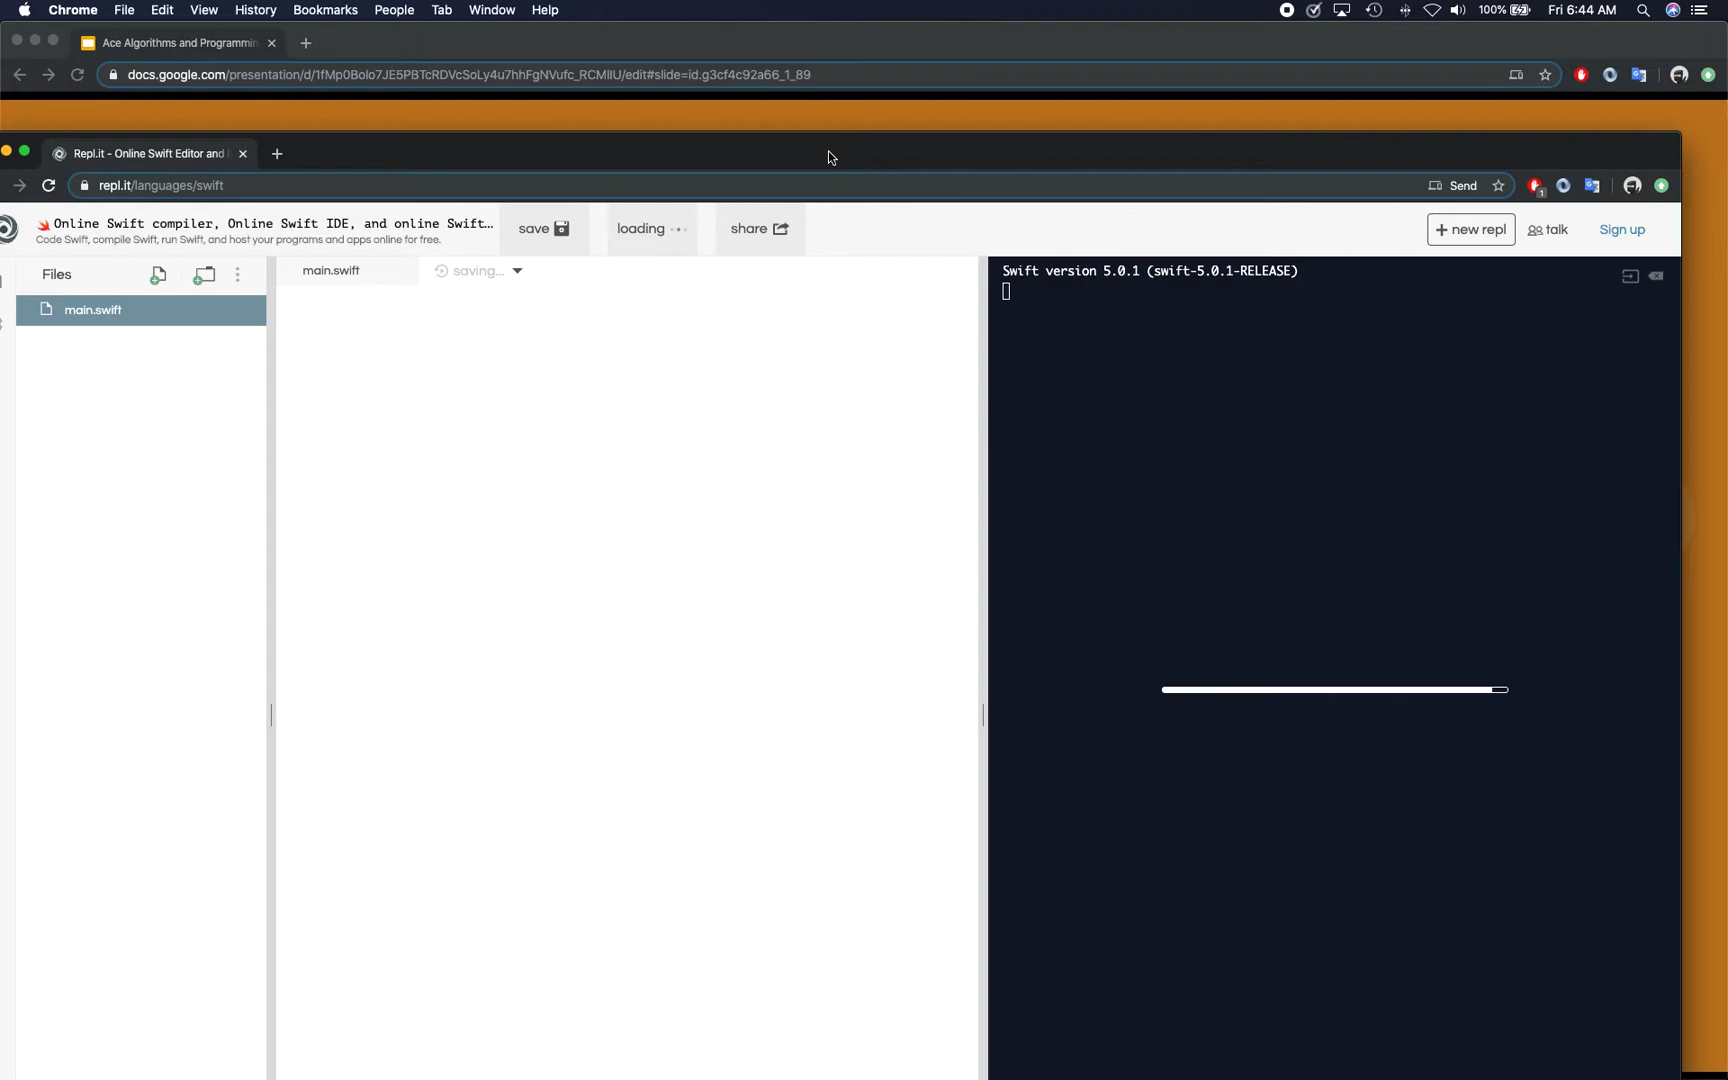 Chrome File Edit View History Bookmarks People Tab Window Help 100% Fri 6:44 AM
Ace Algorithms and Programmin
docs.google.com/presentation/d/1fMp0Bolo7JE5PBTcRDVcSoLy4u7hhFgNVufc_RCMlIU/edit#slide=id.g3cf4c92a66_1_89
Repl.it - Online Swift Editor and
repl.it/languages/swift Send 1
Online Swift compiler, Online Swift IDE, and online Swift... save loading share + new repl talk Sign up
Code Swift, compile Swift, run Swift, and host your programs and apps online for free.
Files main.swift saving... Swift version 5.0.1 (swift-5.0.1-RELEASE)
main.swift